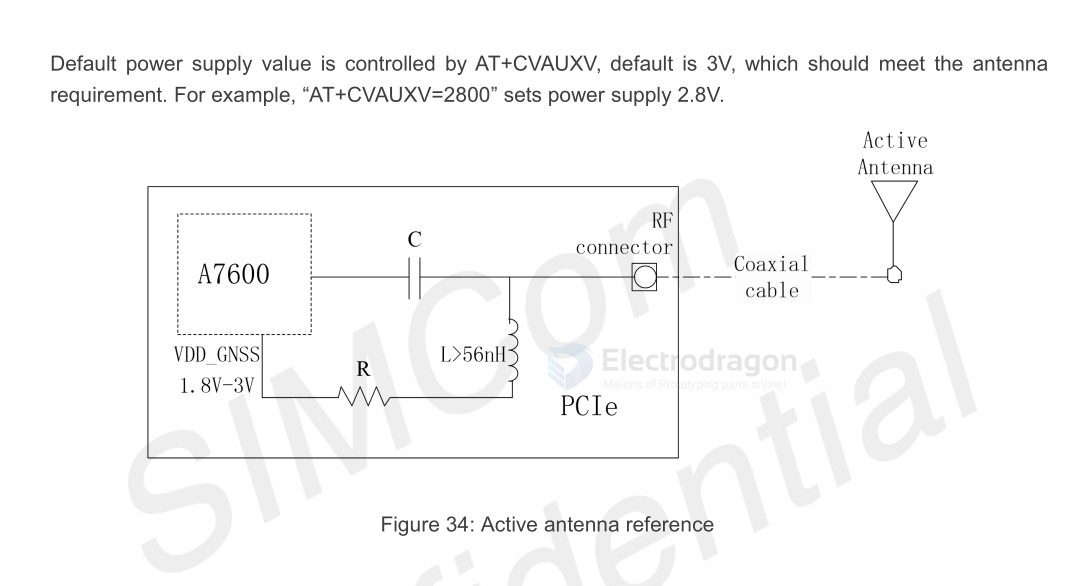 Default power supply value is controlled by AT+CVAUXV, default is 3V, which should meet the antenna
requirement. For example, “AT+CVAUXV=2800” sets power supply 2.8V.
Active
Antenna
RF
connector
C
A7600
Coaxial
cable
VDD_GNSS
1.8V-3V
R
L>56nH
Electrodragon
Millions of Prototyping parts online!
PCIe
SIMCom
fidential
Figure 34: Active antenna reference